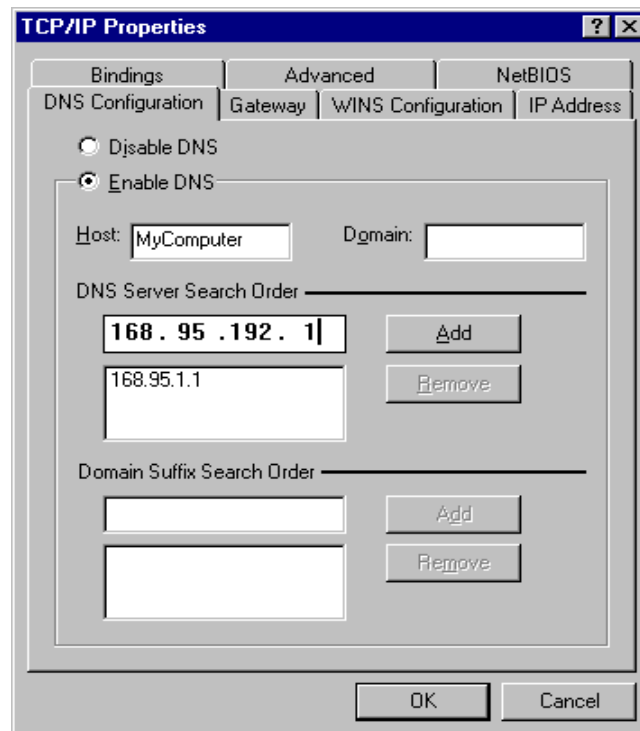 TCP/IP Properties
Bindings Advanced NetBIOS
DNS Configuration Gateway WINS Configuration IP Address
Disable DNS
Enable DNS
Host: MyComputer Domain:
DNS Server Search Order
168 . 95 .192 . 1 Add
168.95.1.1 Remove
Domain Suffix Search Order
Add
Remove
OK Cancel